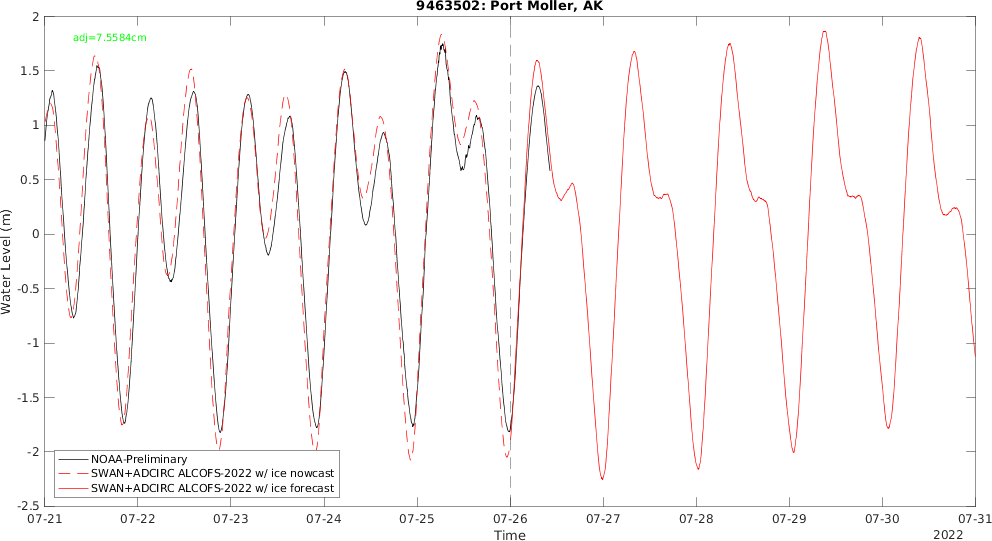 9463502: Port Moller, AK
adj=7.5584cm
Water Level (m)
2
1.5
1
0.5
0
-0.5
-1
-1.5
-2
-2.5
NOAA-Preliminary
SWAN+ADCIRC ALCOFS-2022 w/ ice nowcast
SWAN+ADCIRC ALCOFS-2022 w/ ice forecast
07-21 07-22 07-23 07-24 07-25 07-26 07-27 07-28 07-29 07-30 07-31
Time
2022